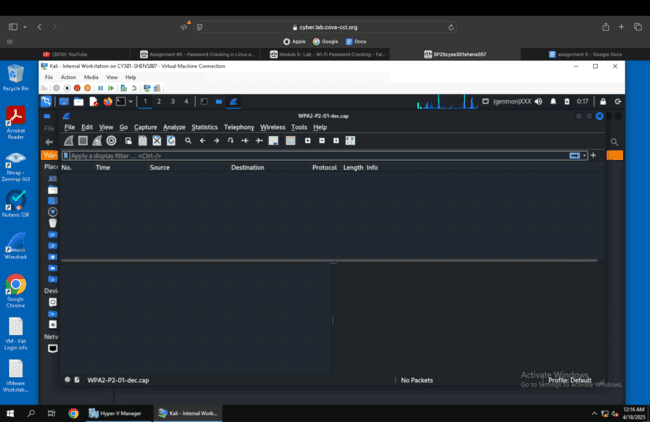 cyber.lab.cova-cci.org
Apple Google Docs
(3010) YouTube
Assignment #5 - Password Cracking in Linux a...
Module 5: Lab - Wi-Fi Password Cracking - Fal...
SP25cyse301shens007
assignment 5 - Google Docs
Kali - Internal Workstation on CY301-SHENS007 - Virtual Machine Connection
File Action Media View Help
1 2 3 4
(genmon)XXX
0:17
WPA2-P2-01-dec.cap
File Edit View Go Capture Analyze Statistics Telephony Wireless Tools Help
Apply a display filter ... <Ctrl-/>
No. Time Source Destination Protocol Length Info
Recycle Bin
Acrobat
Reader
Nmap -
Zenmap GUI
Nutanix SSR
Wireshark
Google
Chrome
VM - Kali
Login info
VMware
Workstati...
Wor
Place
Devic
Netw
WPA2-P2-01-dec.cap
No Packets
Profile: Default
Activate Windows
Go to Settings to activate Windows.
Hyper-V Manager
Kali - Internal Work...
12:16 AM
4/18/2025